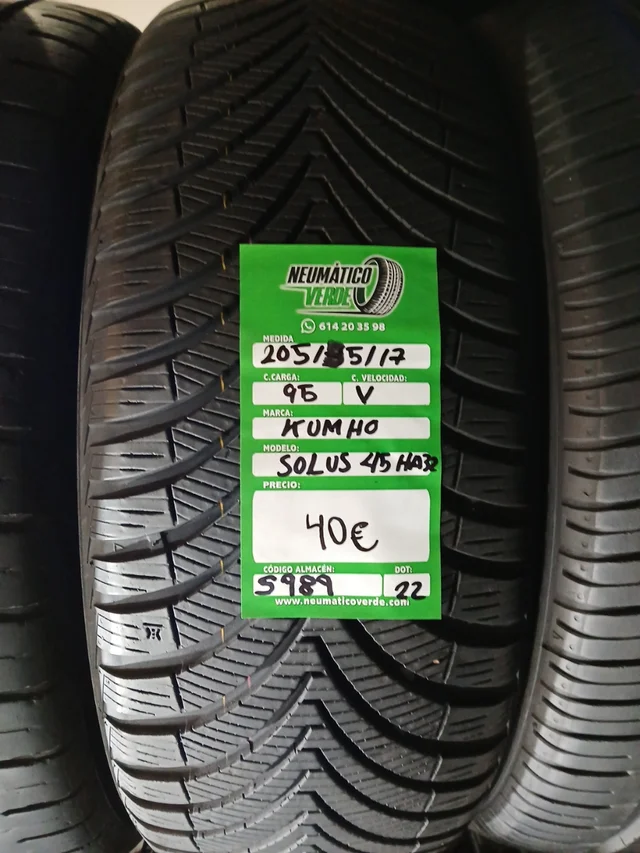 NEUMÁTICO
VERDE
614 20 35 98
MEDIDA
205/55/17
C.CARGA: C. VELOCIDAD:
95 V
MARCA:
KUMHO
MODELO:
SOLUS 4S HA32
PRECIO:
40€
CÓDIGO ALMACÉN: DOT:
5989 22
www.neumaticoverde.com